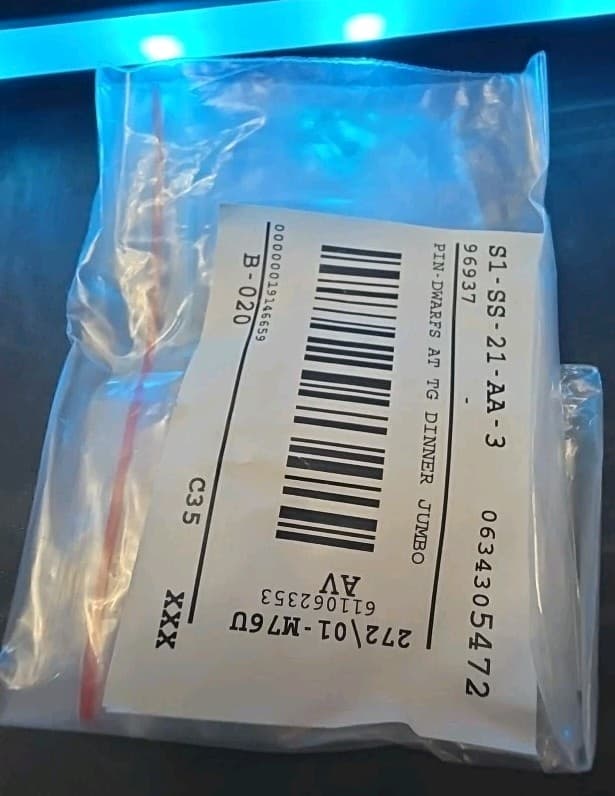 S1-SS-21-AA-3 0634305472
96937 -
PIN-DWARFS AT TG DINNER JUMBO
272\01-M76U
611062353
AV
000000019146659
B-020
C35
XXX